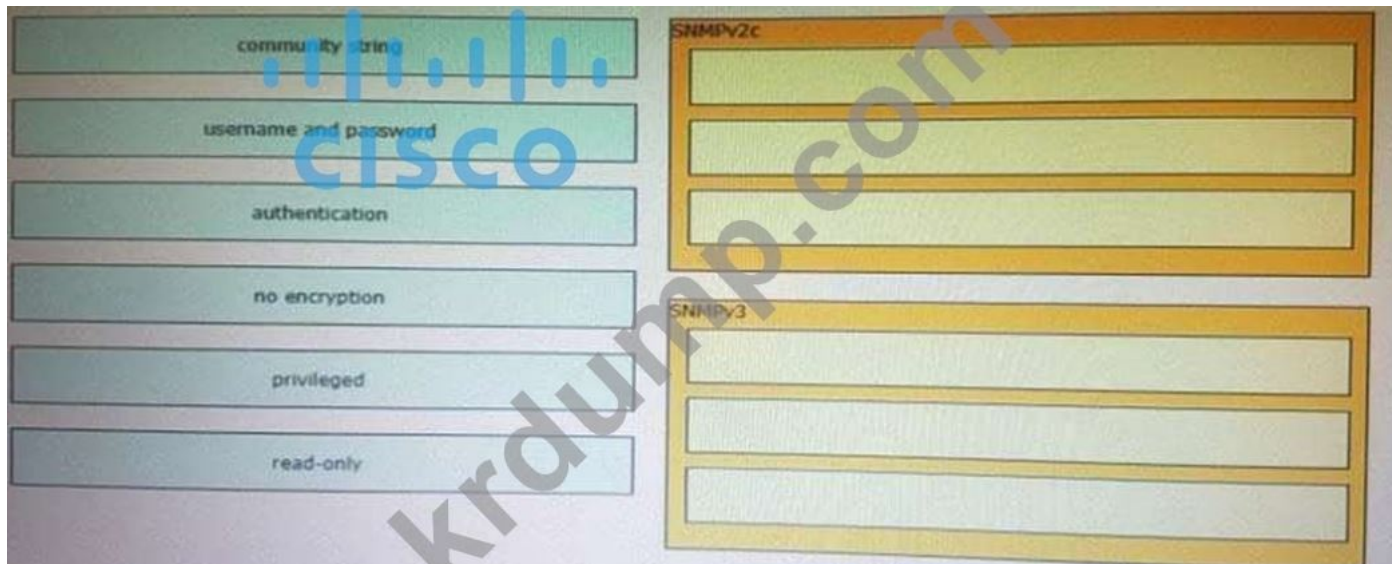 community string
username and password
authentication
no encryption
privileged
read-only
SNMPv2c
SNMPv3
cisco
krdump.com